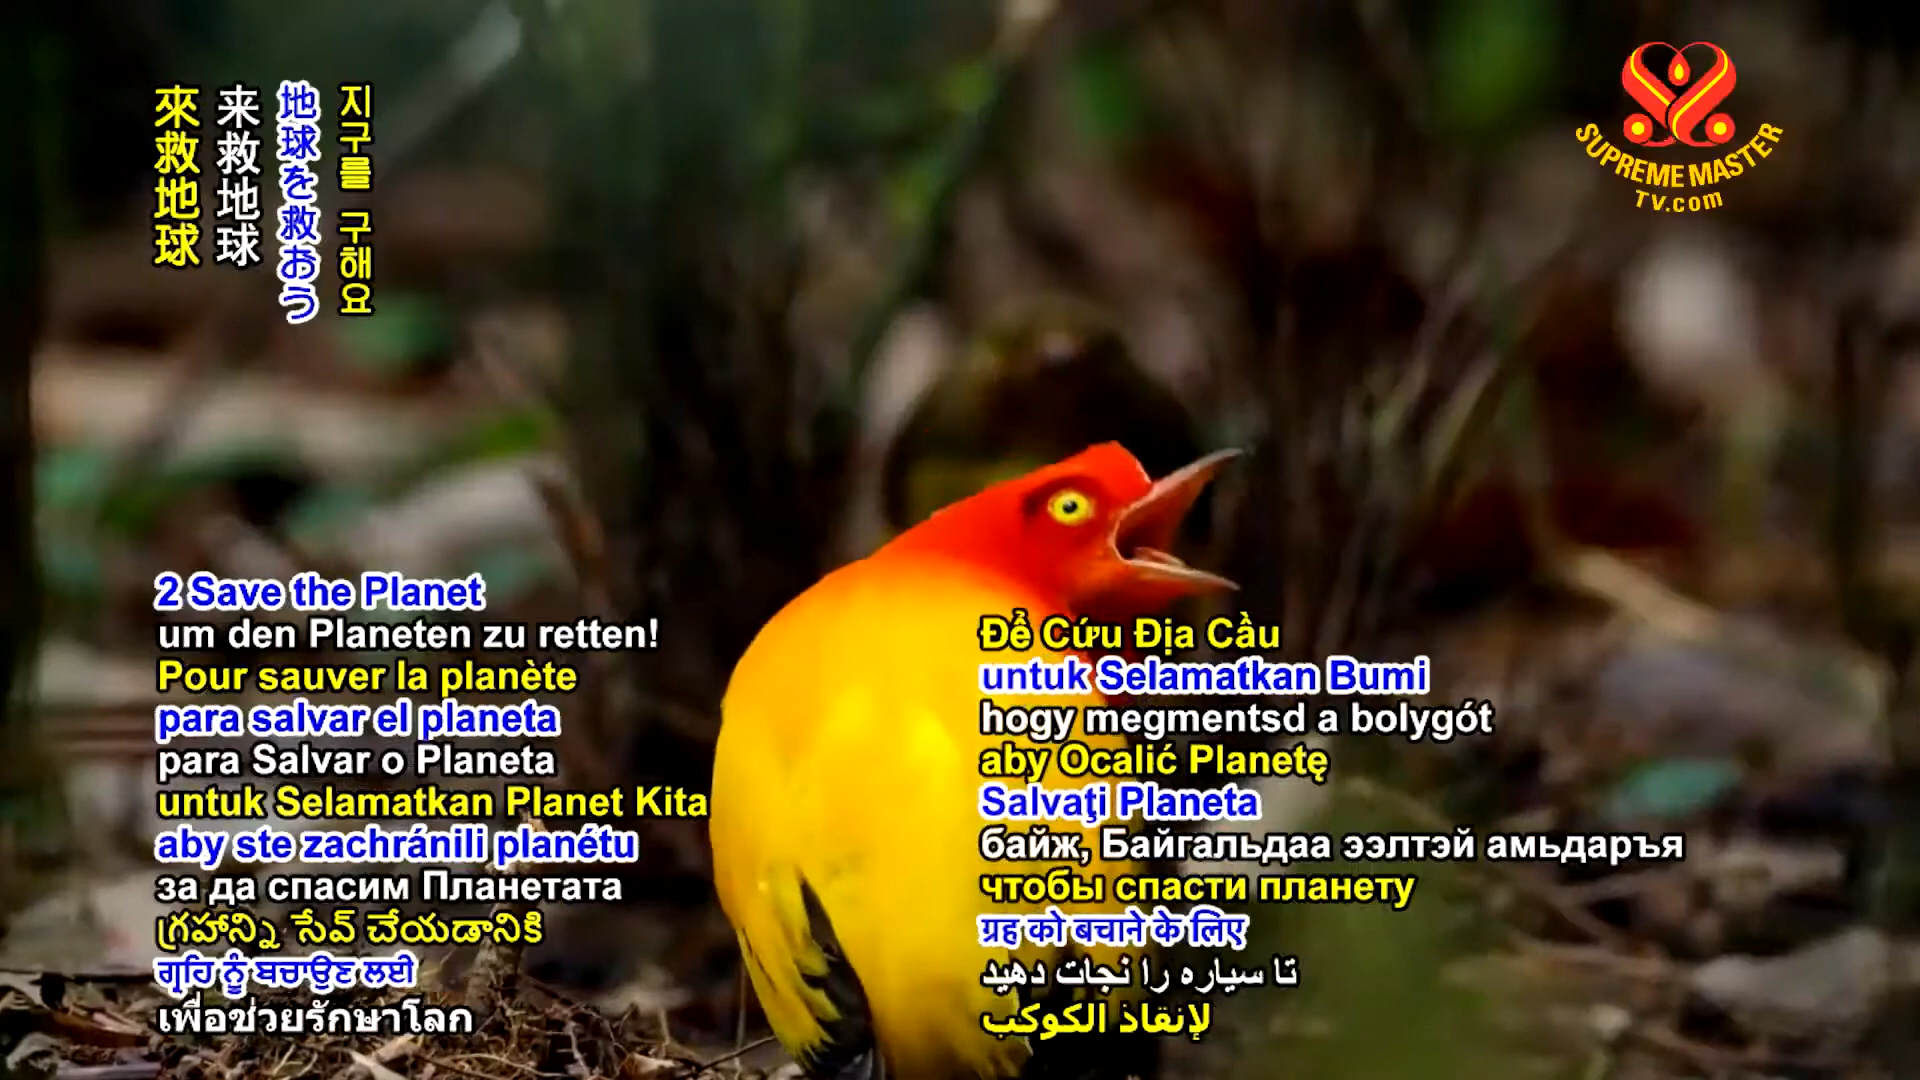 來救地球
来救地球
地球を救おう
지구를 구해요
SUPREME MASTER
TV.com
2 Save the Planet
um den Planeten zu retten!
Pour sauver la planète
para salvar el planeta
para Salvar o Planeta
untuk Selamatkan Planet Kita
aby ste zachránili planétu
за да спасим Планетата
గ్రహాన్ని సేవ్ చేయడానికి
ਗ੍ਰਹਿ ਨੂੰ ਬਚਾਉਣ ਲਈ
เพื่อช่วยรักษาโลก
Để Cứu Địa Cầu
untuk Selamatkan Bumi
hogy megmentsd a bolygót
aby Ocalić Planetę
Salvaţi Planeta
байж, Байгальдаа ээлтэй амьдаръя
чтобы спасти планету
ग्रह को बचाने के लिए
تا سیاره را نجات دهید
لإنقاذ الكوكب